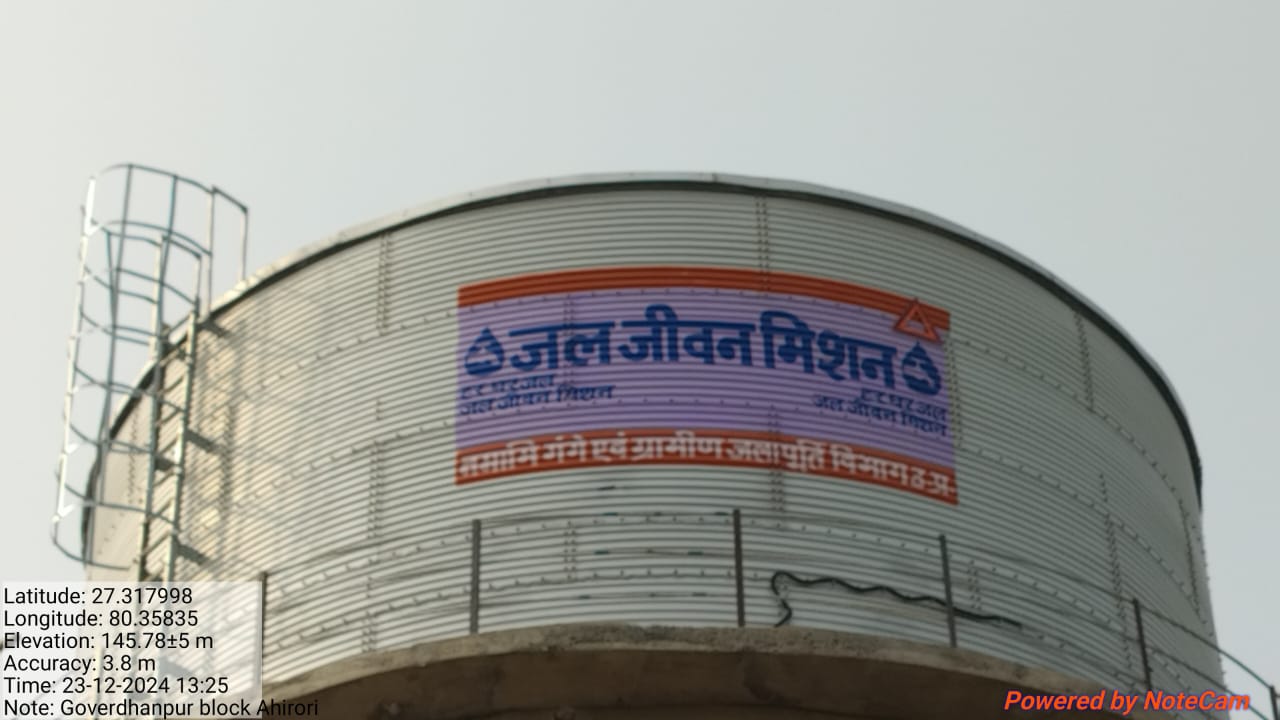 जल जीवन मिशन
हर घर जल
जल जीवन मिशन
हर घर जल
जल जीवन मिशन
नमामि गंगे एवं ग्रामीण जलापूर्ति विभाग उ.प्र.
Latitude: 27.317998
Longitude: 80.35835
Elevation: 145.78±5 m
Accuracy: 3.8 m
Time: 23-12-2024 13:25
Note: Goverdhanpur block Ahirori
Powered by NoteCam